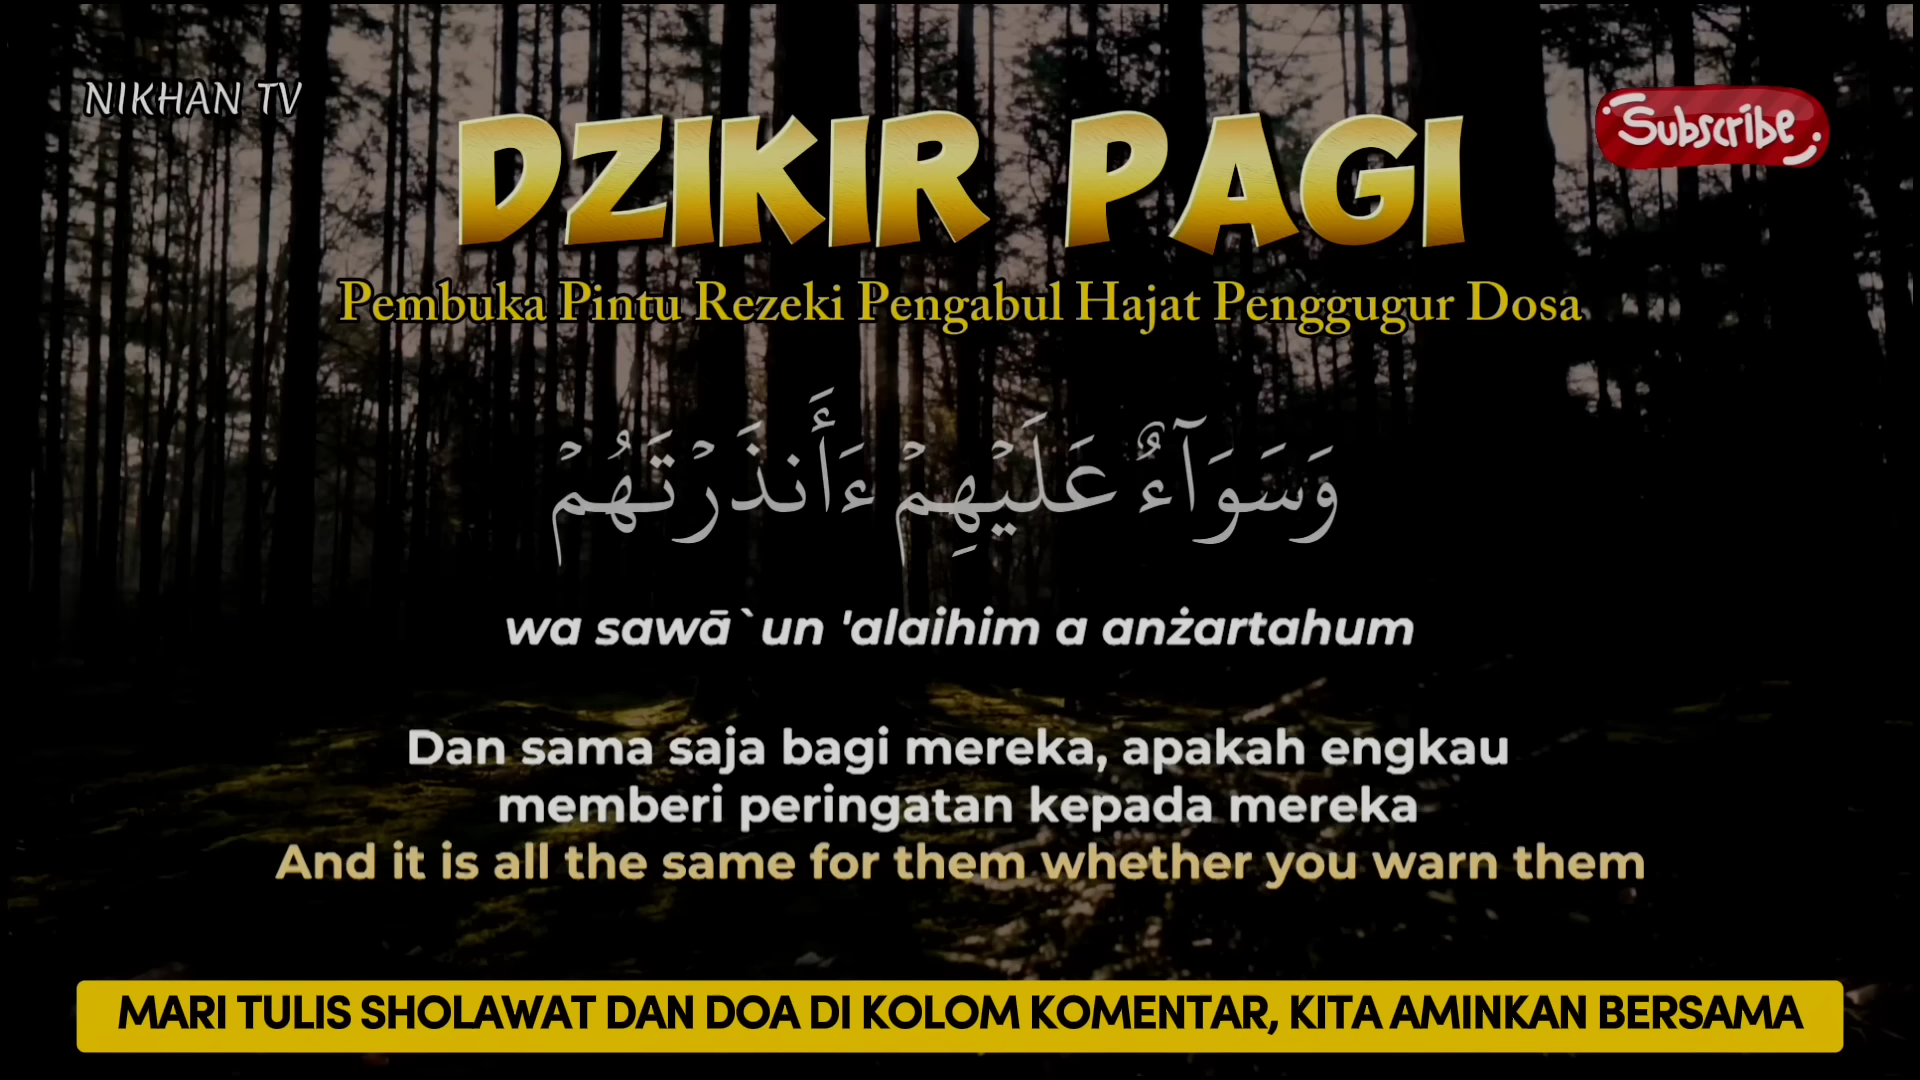 NIKHAN TV
Subscribe
DZIKIR PAGI
Pembuka Pintu Rezeki Pengabul Hajat Penggugur Dosa
وَسَوَآءٌ عَلَيْهِمْ ءَأَنذَرْتَهُمْ
wa sawā`un 'alaihim a anżartahum
Dan sama saja bagi mereka, apakah engkau
memberi peringatan kepada mereka
And it is all the same for them whether you warn them
MARI TULIS SHOLAWAT DAN DOA DI KOLOM KOMENTAR, KITA AMINKAN BERSAMA